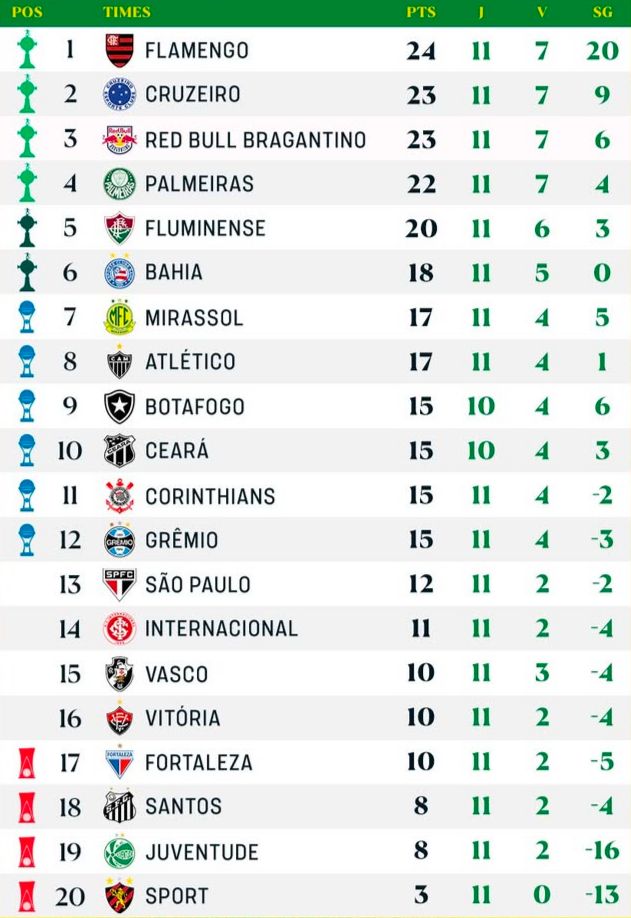 POS TIMES PTS J V SG
1 FLAMENGO 24 11 7 20
2 CRUZEIRO 23 11 7 9
3 RED BULL BRAGANTINO 23 11 7 6
4 PALMEIRAS 22 11 7 4
5 FLUMINENSE 20 11 6 3
6 BAHIA 18 11 5 0
7 MIRASSOL 17 11 4 5
8 ATLÉTICO 17 11 4 1
9 BOTAFOGO 15 10 4 6
10 CEARÁ 15 10 4 3
11 CORINTHIANS 15 11 4 -2
12 GRÊMIO 15 11 4 -3
13 SÃO PAULO 12 11 2 -2
14 INTERNACIONAL 11 11 2 -4
15 VASCO 10 11 3 -4
16 VITÓRIA 10 11 2 -4
17 FORTALEZA 10 11 2 -5
18 SANTOS 8 11 2 -4
19 JUVENTUDE 8 11 2 -16
20 SPORT 3 11 0 -13